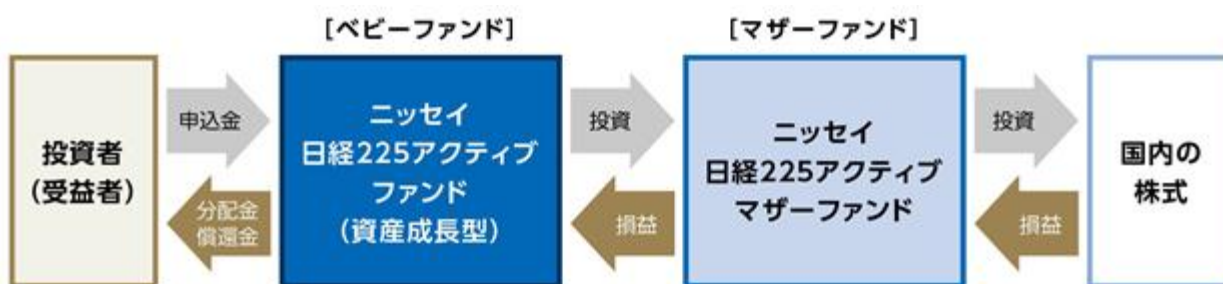 [ベビーファンド]
[マザーファンド]
投資者
(受益者)
申込金
分配金
償還金
ニッセイ
日経225アクティブ
ファンド
(資産成長型)
投資
損益
ニッセイ
日経225アクティブ
マザーファンド
投資
損益
国内の
株式